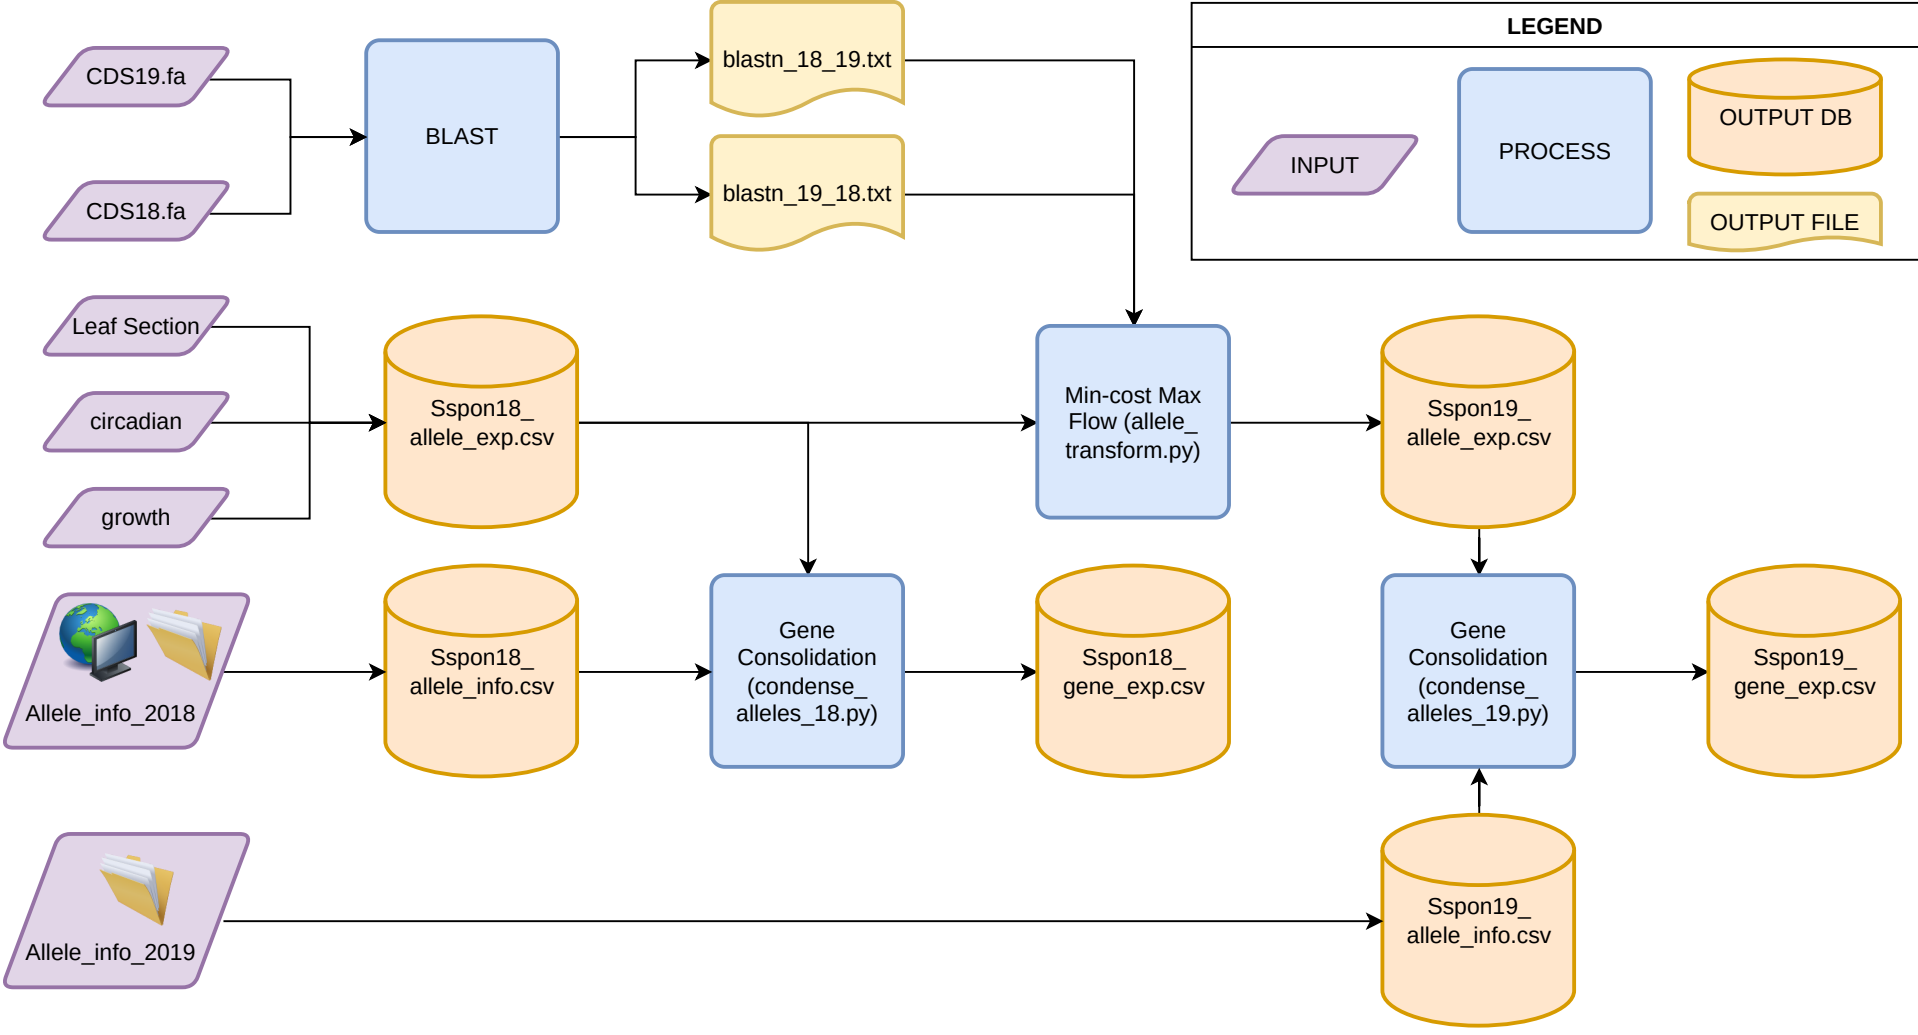 LEGEND
INPUT
PROCESS
OUTPUT DB
OUTPUT FILE
CDS19.fa
CDS18.fa
BLAST
blastn_18_19.txt
blastn_19_18.txt
Leaf Section
circadian
growth
Sspon18_
allele_exp.csv
Min-cost Max
Flow (allele_
transform.py)
Sspon19_
allele_exp.csv
Allele_info_2018
Sspon18_
allele_info.csv
Gene
Consolidation
(condense_
alleles_18.py)
Sspon18_
gene_exp.csv
Gene
Consolidation
(condense_
alleles_19.py)
Sspon19_
gene_exp.csv
Allele_info_2019
Sspon19_
allele_info.csv